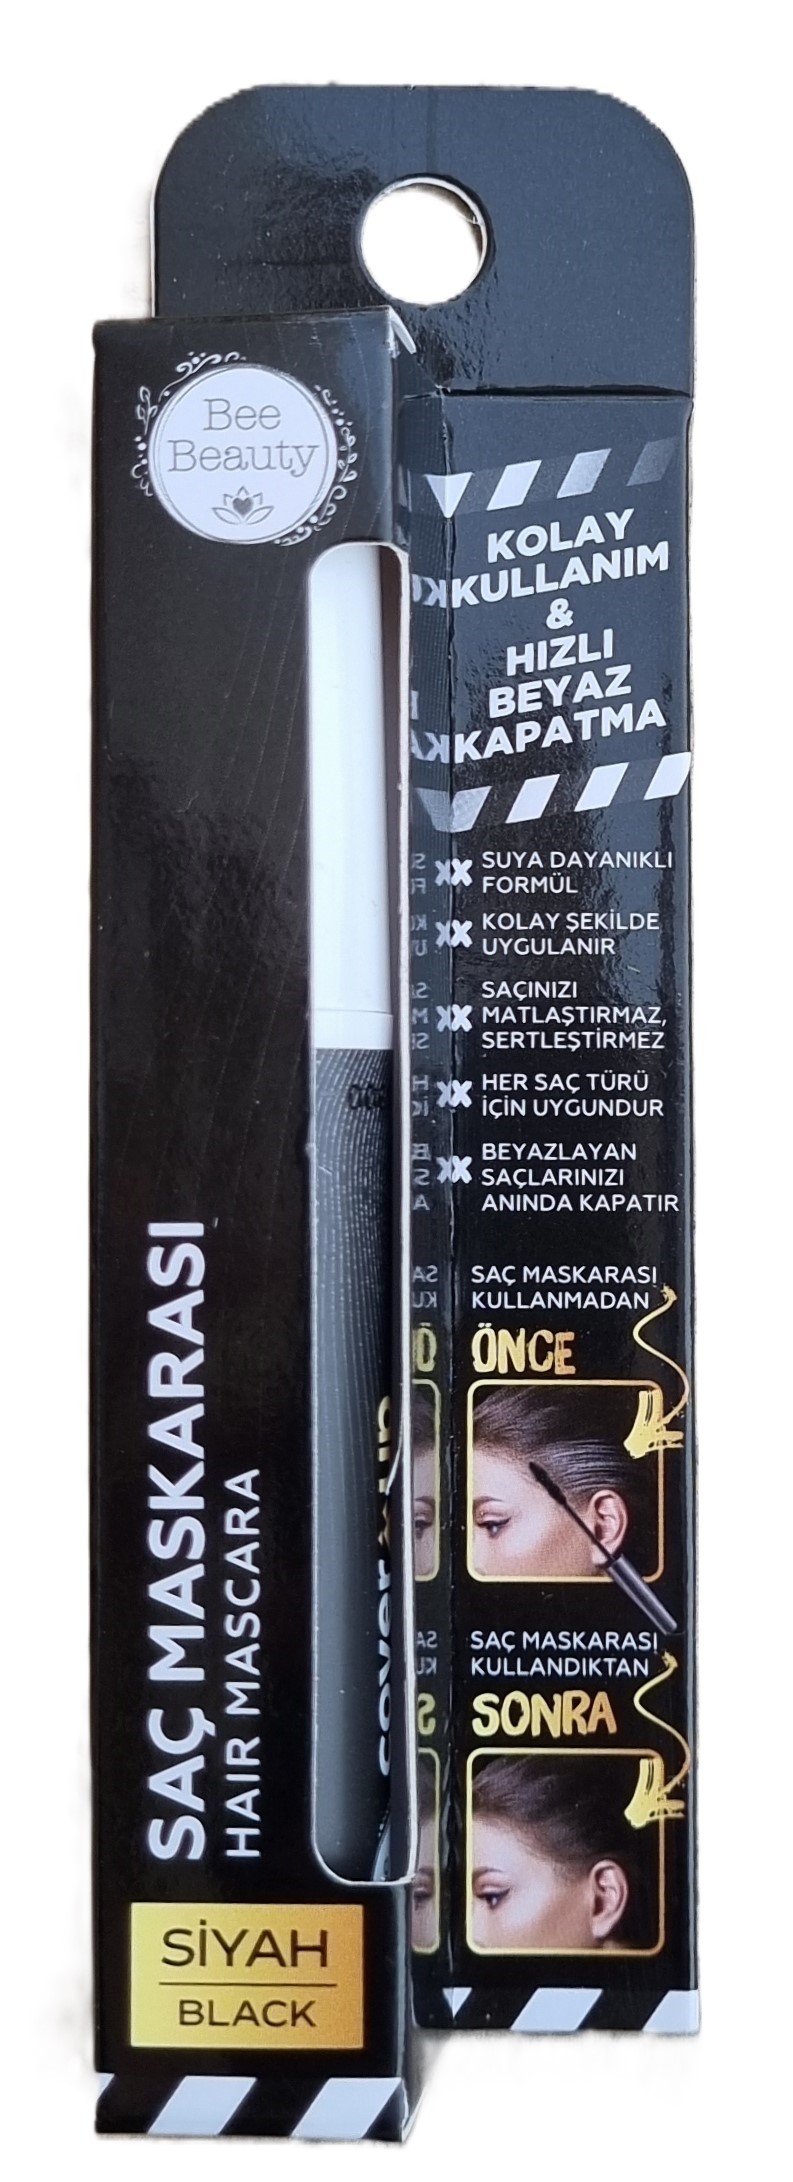 Bee
Beauty
SAÇ MASKARASI
HAIR MASCARA
cover up
SİYAH
BLACK
KOLAY
KULLANIM
&
HIZLI
BEYAZ
KAPATMA
SUYA DAYANIKLI
FORMÜL
KOLAY ŞEKİLDE
UYGULANIR
SAÇINIZI
MATLAŞTIRMAZ,
SERTLEŞTİRMEZ
HER SAÇ TÜRÜ
İÇİN UYGUNDUR
BEYAZLAYAN
SAÇLARINIZI
ANINDA KAPATIR
SAÇ MASKARASI
KULLANMADAN
ÖNCE
SAÇ MASKARASI
KULLANDIKTAN
SONRA